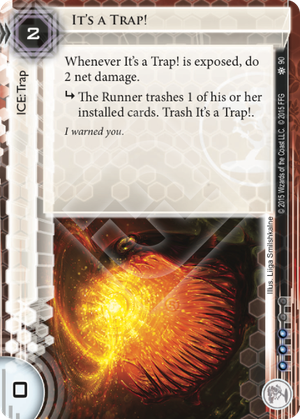 2
IT'S A TRAP!
ICE:Trap
Whenever It's a Trap! is exposed, do
2 net damage.
↳ The Runner trashes 1 of his or her
installed cards. Trash It's a Trap!.
I warned you.
90
© 2015 Wizards of the Coast LLC. © 2015 FFG
Illus. Liiga Smilshkalne
0